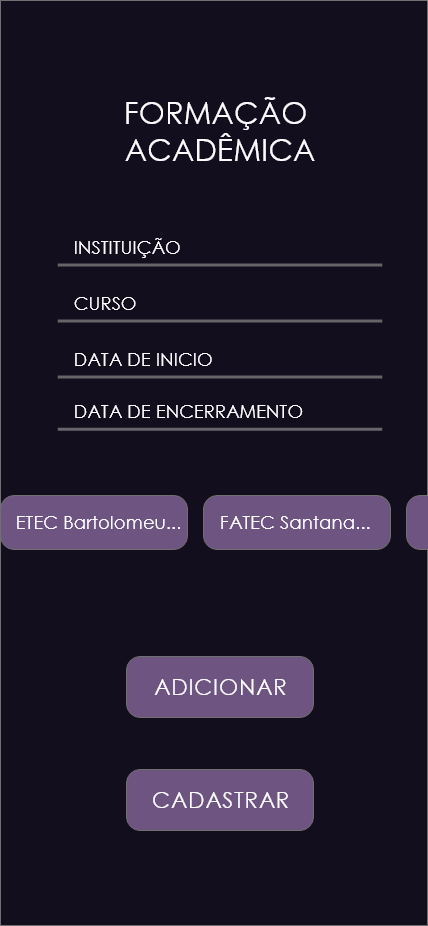 FORMAÇÃO
ACADÊMICA
INSTITUIÇÃO
CURSO
DATA DE INICIO
DATA DE ENCERRAMENTO
ETEC Bartolomeu... FATEC Santana...
ADICIONAR
CADASTRAR